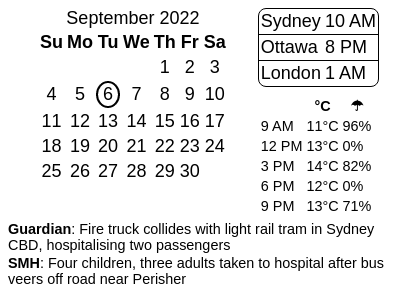 September 2022
Su Mo Tu We Th Fr Sa
1 2 3
4 5 6 7 8 9 10
11 12 13 14 15 16 17
18 19 20 21 22 23 24
25 26 27 28 29 30
Sydney 10 AM
Ottawa 8 PM
London 1 AM
°C ☂
9 AM 11°C 96%
12 PM 13°C 0%
3 PM 14°C 82%
6 PM 12°C 0%
9 PM 13°C 71%
Guardian: Fire truck collides with light rail tram in Sydney
CBD, hospitalising two passengers
SMH: Four children, three adults taken to hospital after bus
veers off road near Perisher